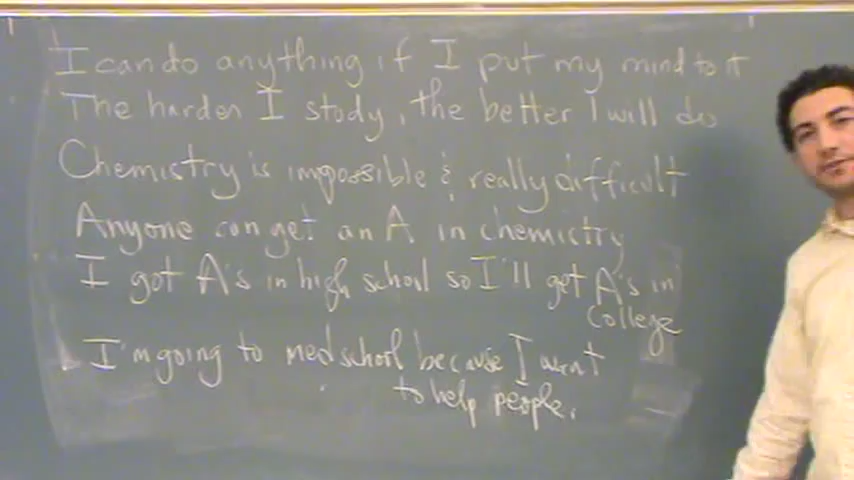 I can do anything if I put my mind to it
The harder I study, the better I will do
Chemistry is impossible & really difficult
Anyone can get an A in chemistry
I got A's in high school so I'll get A's in
college
I'm going to med school because I want
to help people.